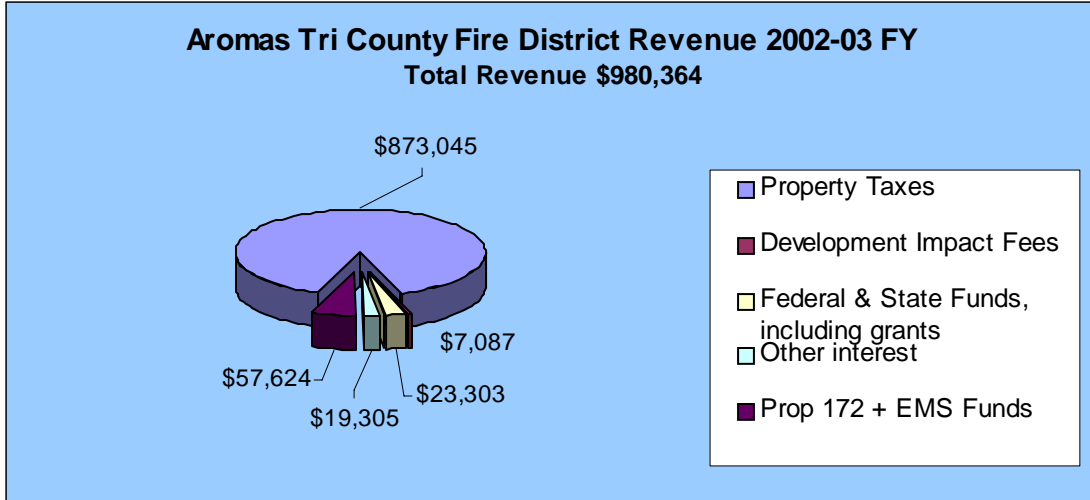 Aromas Tri County Fire District Revenue 2002-03 FY
Total Revenue $980,364
$873,045
$7,087
$57,624
$23,303
$19,305
Property Taxes
Development Impact Fees
Federal & State Funds,
including grants
Other interest
Prop 172 + EMS Funds